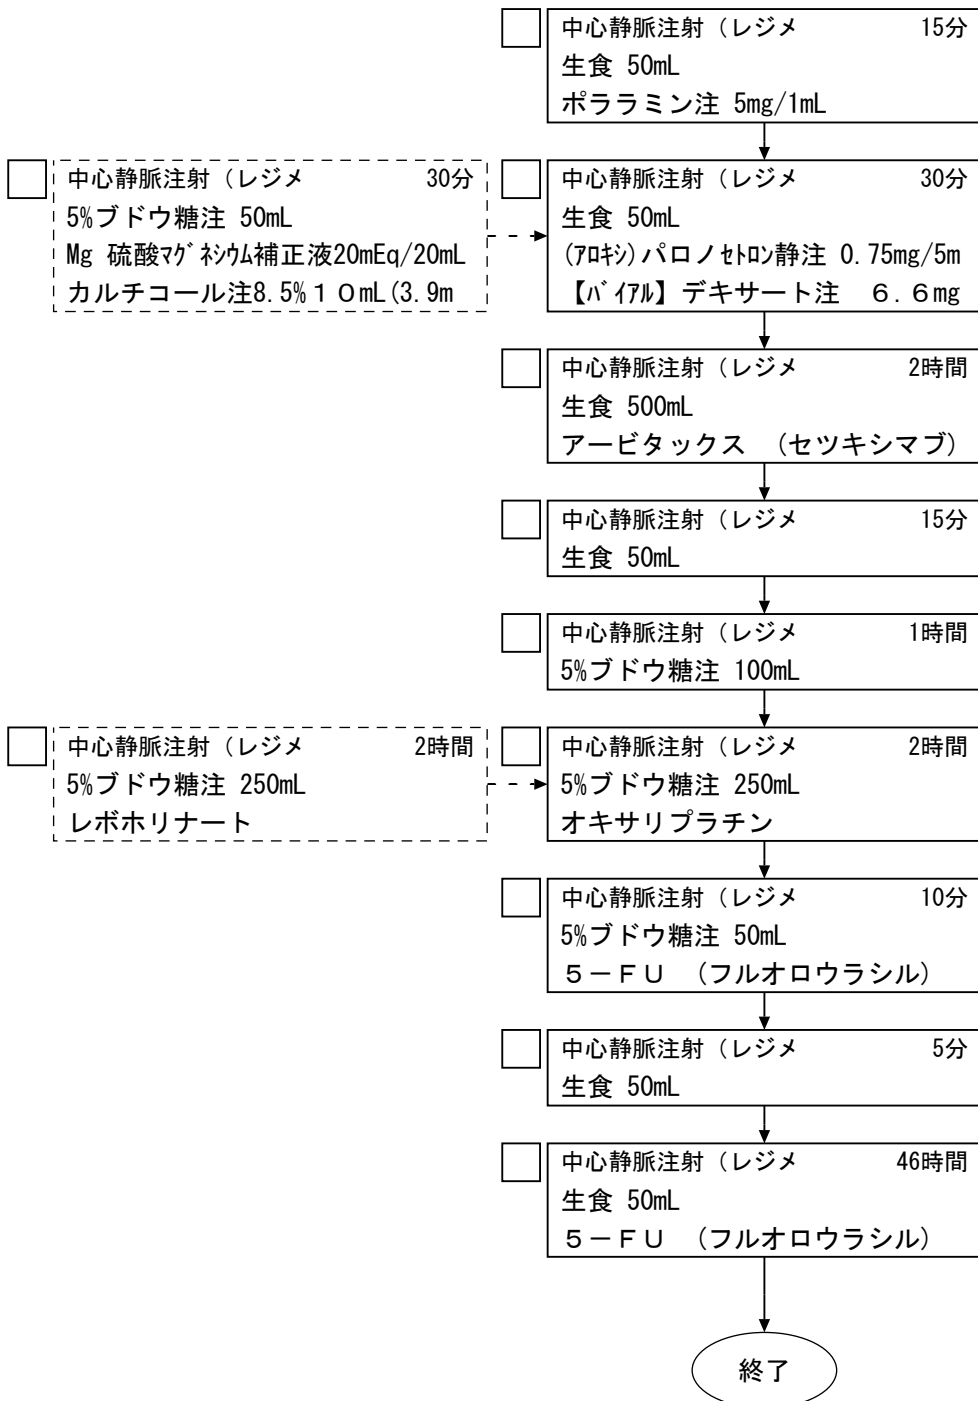 中心静脈注射（レジメ 15分
生食 50mL
ポララミン注 5mg/1mL
中心静脈注射（レジメ 30分
5%ブドウ糖注 50mL
Mg 硫酸マグネシウム補正液20mEq/20mL
カルチコール注8.5%１０mL(3.9m
中心静脈注射（レジメ 30分
生食 50mL
(アロキシ)パロノセトロン静注 0.75mg/5m
【バイアル】デキサート注　６.６mg
中心静脈注射（レジメ 2時間
生食 500mL
アービタックス　（セツキシマブ）
中心静脈注射（レジメ 15分
生食 50mL
中心静脈注射（レジメ 1時間
5%ブドウ糖注 100mL
中心静脈注射（レジメ 2時間
5%ブドウ糖注 250mL
レボホリナート
中心静脈注射（レジメ 2時間
5%ブドウ糖注 250mL
オキサリプラチン
中心静脈注射（レジメ 10分
5%ブドウ糖注 50mL
５－ＦＵ　（フルオロウラシル）
中心静脈注射（レジメ 5分
生食 50mL
中心静脈注射（レジメ 46時間
生食 50mL
５－ＦＵ　（フルオロウラシル）
終了